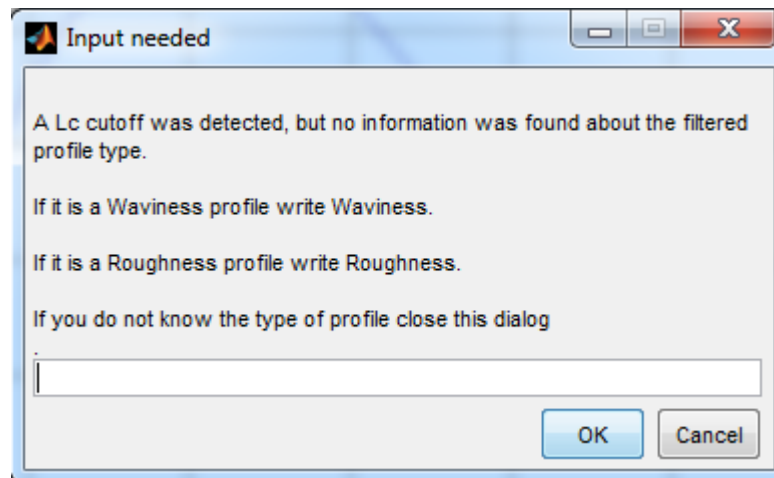 Input needed
A Lc cutoff was detected, but no information was found about the filtered
profile type.
If it is a Waviness profile write Waviness.
If it is a Roughness profile write Roughness.
If you do not know the type of profile close this dialog
.
OK
Cancel